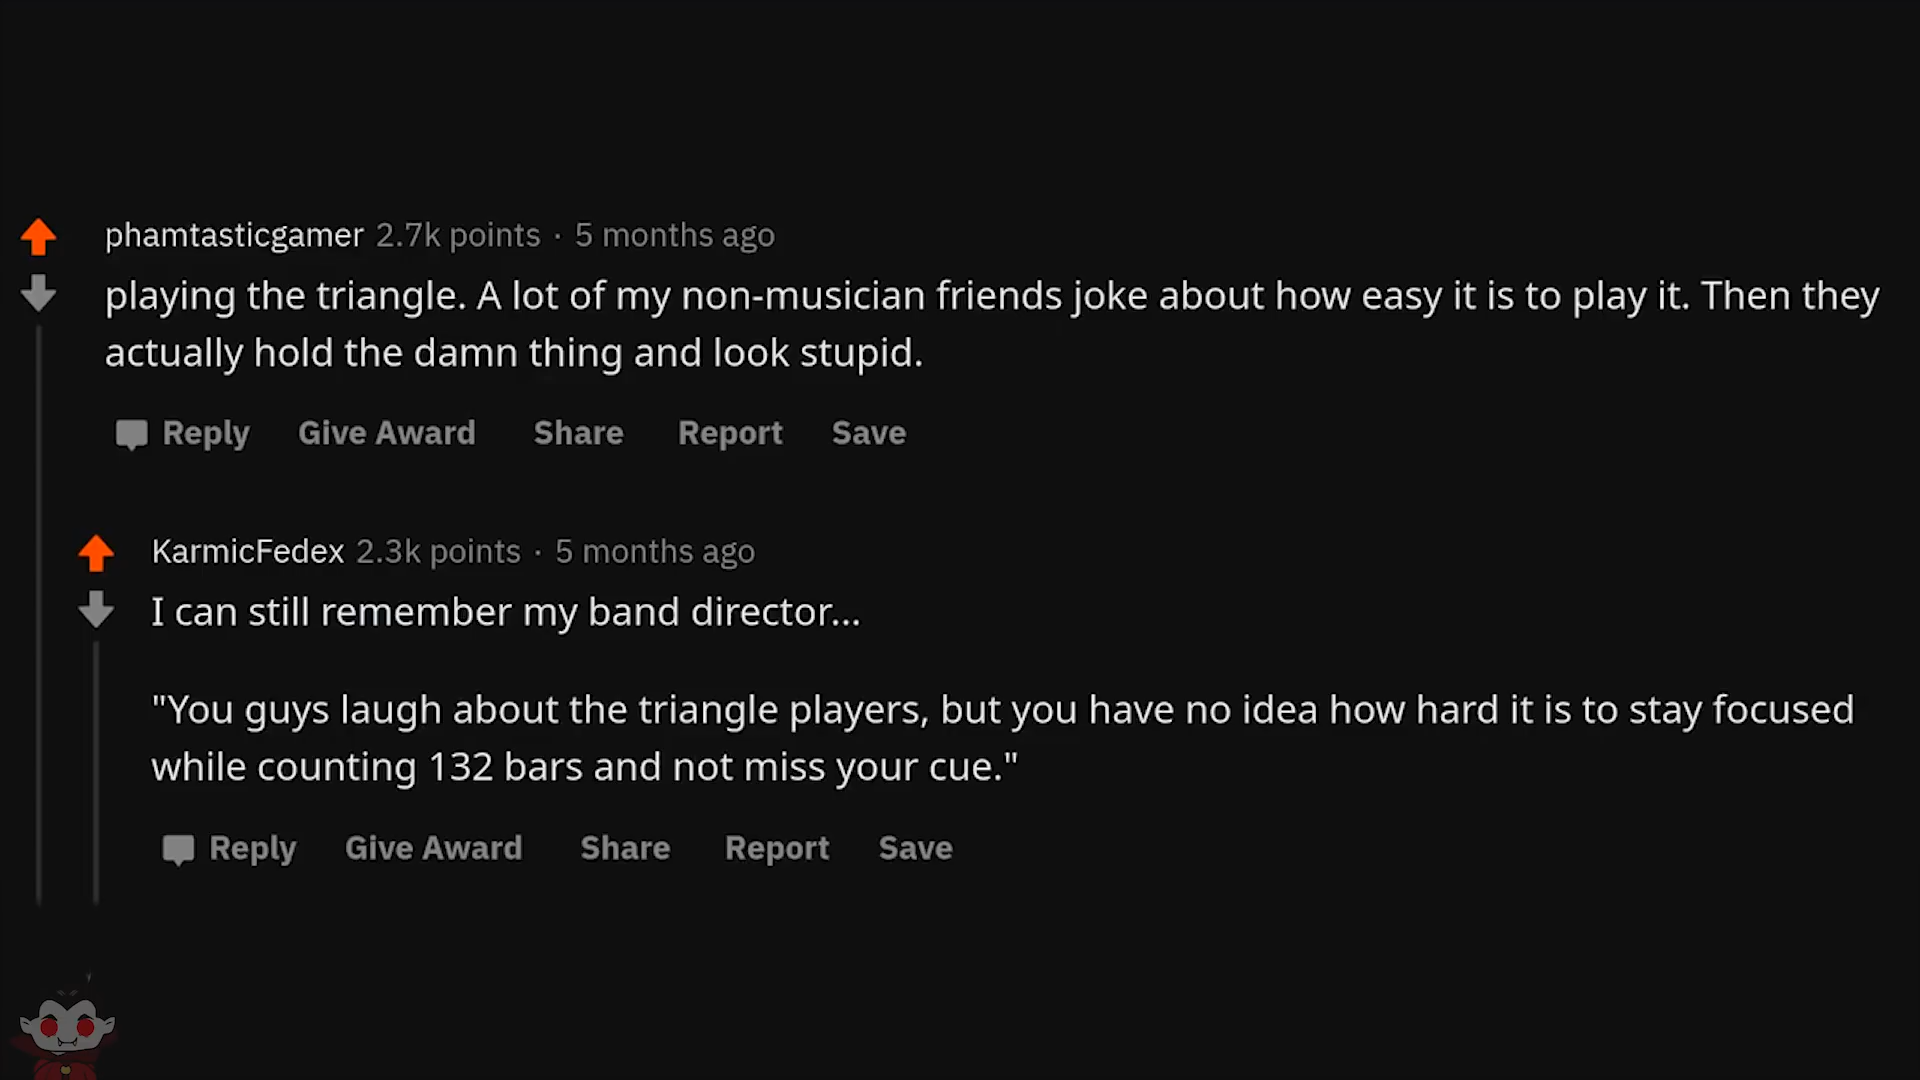 phamtasticgamer 2.7k points · 5 months ago
playing the triangle. A lot of my non-musician friends joke about how easy it is to play it. Then they
actually hold the damn thing and look stupid.
Reply Give Award Share Report Save
KarmicFedex 2.3k points · 5 months ago
I can still remember my band director...
"You guys laugh about the triangle players, but you have no idea how hard it is to stay focused
while counting 132 bars and not miss your cue."
Reply Give Award Share Report Save